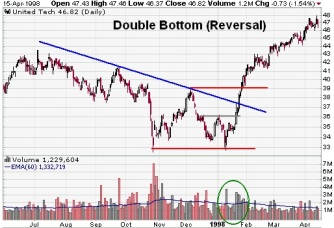 15-Apr-1998 Open 47.43 High 47.46 Low 46.37 Close 46.82 Volume 1.2M Chg -0.73 (-1.54%)
United Tech 46.82 (Daily)
Double Bottom (Reversal)
48
47
46
45
44
43
42
41
40
39
38
37
36
35
34
33
32
Volume 1,229,604
EMA(60) 1,332,719
7M
6M
5M
4M
3M
2M
1M
Jul Aug Sep Oct Nov Dec 1998 Feb Mar Apr